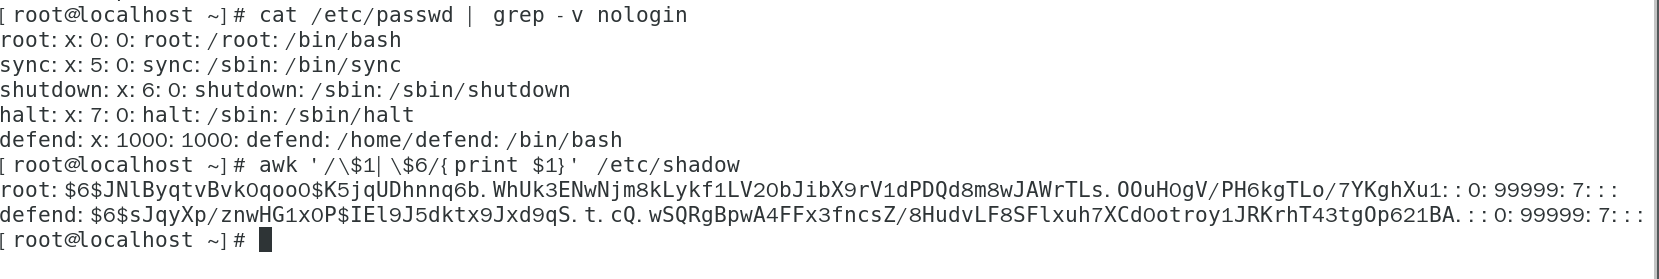 [root@localhost ~]# cat /etc/passwd | grep -v nologin
root:x:0:0:root:/root:/bin/bash
sync:x:5:0:sync:/sbin:/bin/sync
shutdown:x:6:0:shutdown:/sbin:/sbin/shutdown
halt:x:7:0:halt:/sbin:/sbin/halt
defend:x:1000:1000:defend:/home/defend:/bin/bash
[root@localhost ~]# awk '/\$1|\$6/{print $1}' /etc/shadow
root:$6$JNlByqtvBvk0qoo0$K5jqUDhnnq6b.WhUk3ENwNjm8kLykf1LV20bJibX9rV1dPDQd8m8wJAWrTLs.OOuH0gV/PH6kgTLo/7YKghXu1::0:99999:7:::
defend:$6$sJqyXp/znwHG1x0P$IEl9J5dktx9Jxd9qS.t.cQ.wSQRgBpwA4FFx3fncsZ/8HudvLF8SFlxuh7XCd0otroy1JRKrhT43tgOp621BA.::0:99999:7:::
[root@localhost ~]#